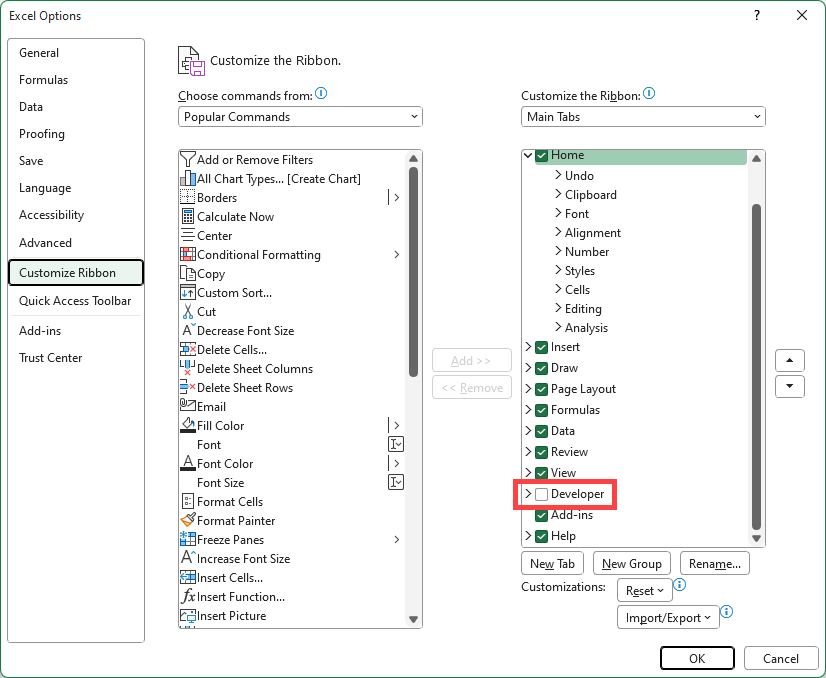 Excel Options
?
General
Formulas
Data
Proofing
Save
Language
Accessibility
Advanced
Customize Ribbon
Quick Access Toolbar
Add-ins
Trust Center
Customize the Ribbon.
Choose commands from:
Popular Commands
Add or Remove Filters
All Chart Types... [Create Chart]
Borders
Calculate Now
Center
Conditional Formatting
Copy
Custom Sort...
Cut
Decrease Font Size
Delete Cells...
Delete Sheet Columns
Delete Sheet Rows
Email
Fill Color
Font
Font Color
Font Size
Format Cells
Format Painter
Freeze Panes
Increase Font Size
Insert Cells...
Insert Function...
Insert Picture
Add >>
<< Remove
Customize the Ribbon:
Main Tabs
Home
Undo
Clipboard
Font
Alignment
Number
Styles
Cells
Editing
Analysis
Insert
Draw
Page Layout
Formulas
Data
Review
View
Developer
Add-ins
Help
New Tab
New Group
Rename...
Customizations:
Reset
Import/Export
OK
Cancel